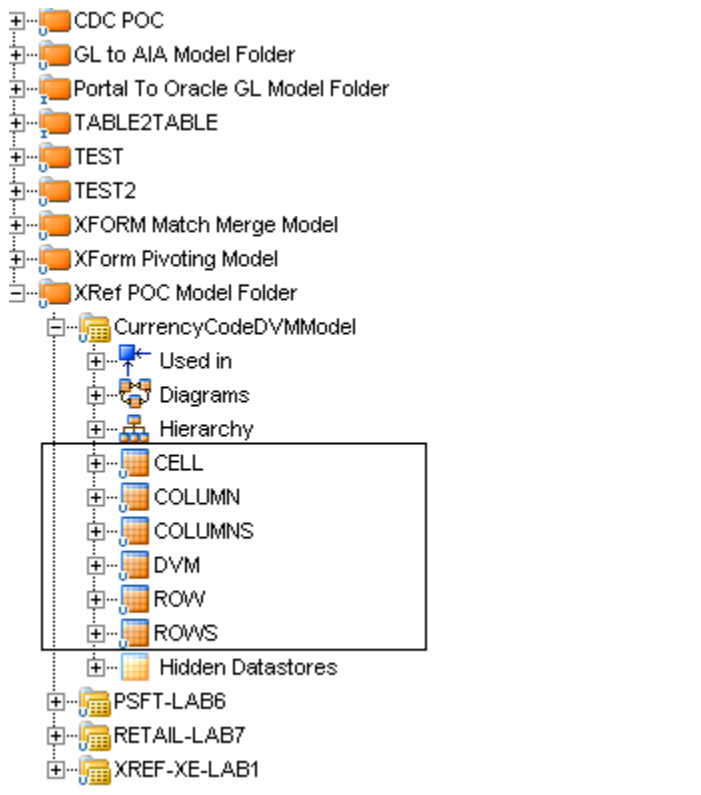 CDC POC
GL to AIA Model Folder
Portal To Oracle GL Model Folder
TABLE2TABLE
TEST
TEST2
XFORM Match Merge Model
XForm Pivoting Model
XRef POC Model Folder
CurrencyCodeDVMModel
Used in
Diagrams
Hierarchy
CELL
COLUMN
COLUMNS
DVM
ROW
ROWS
Hidden Datastores
PSFT-LAB6
RETAIL-LAB7
XREF-XE-LAB1